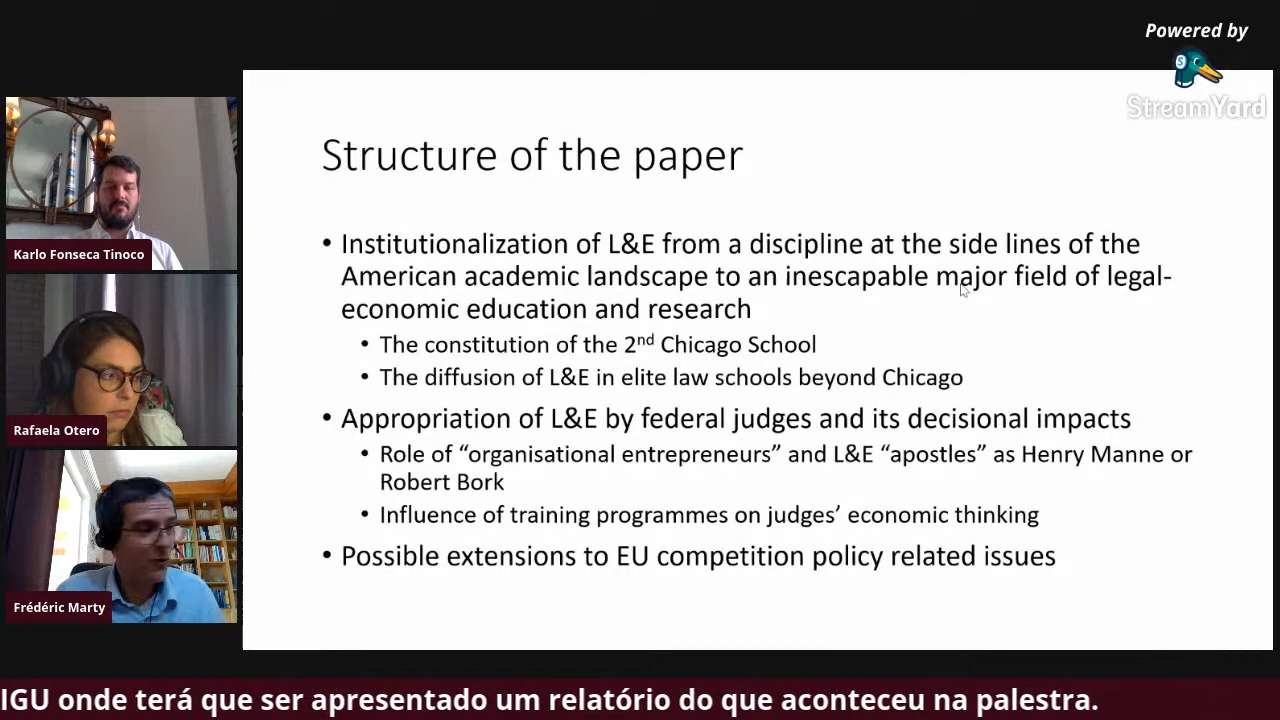 Powered by
StreamYard
Structure of the paper
• Institutionalization of L&E from a discipline at the side lines of the
American academic landscape to an inescapable major field of legal-
economic education and research
• The constitution of the 2nd Chicago School
• The diffusion of L&E in elite law schools beyond Chicago
• Appropriation of L&E by federal judges and its decisional impacts
• Role of “organisational entrepreneurs” and L&E “apostles” as Henry Manne or
Robert Bork
• Influence of training programmes on judges’ economic thinking
• Possible extensions to EU competition policy related issues
Karlo Fonseca Tinoco
Rafaela Otero
Frédéric Marty
IGU onde terá que ser apresentado um relatório do que aconteceu na palestra.